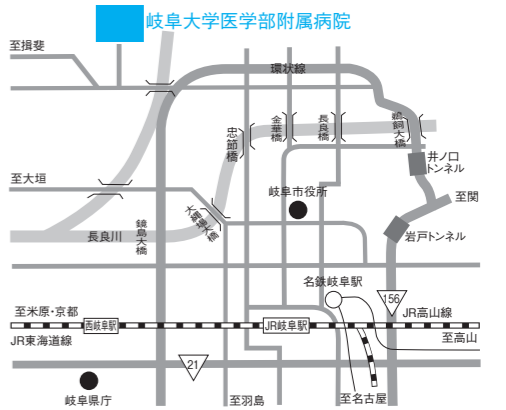 岐阜大学医学部附属病院
至揖斐
環状線
忠節橋
金華橋
長良橋
鵜飼大橋
井ノ口
トンネル
至大垣
岐阜市役所
至関
大縄場大橋
鏡島大橋
長良川
岩戸トンネル
名鉄岐阜駅
156
至米原・京都
JR高山線
西岐阜駅
JR岐阜駅
JR東海道線
至高山
21
岐阜県庁
至羽島
至名古屋